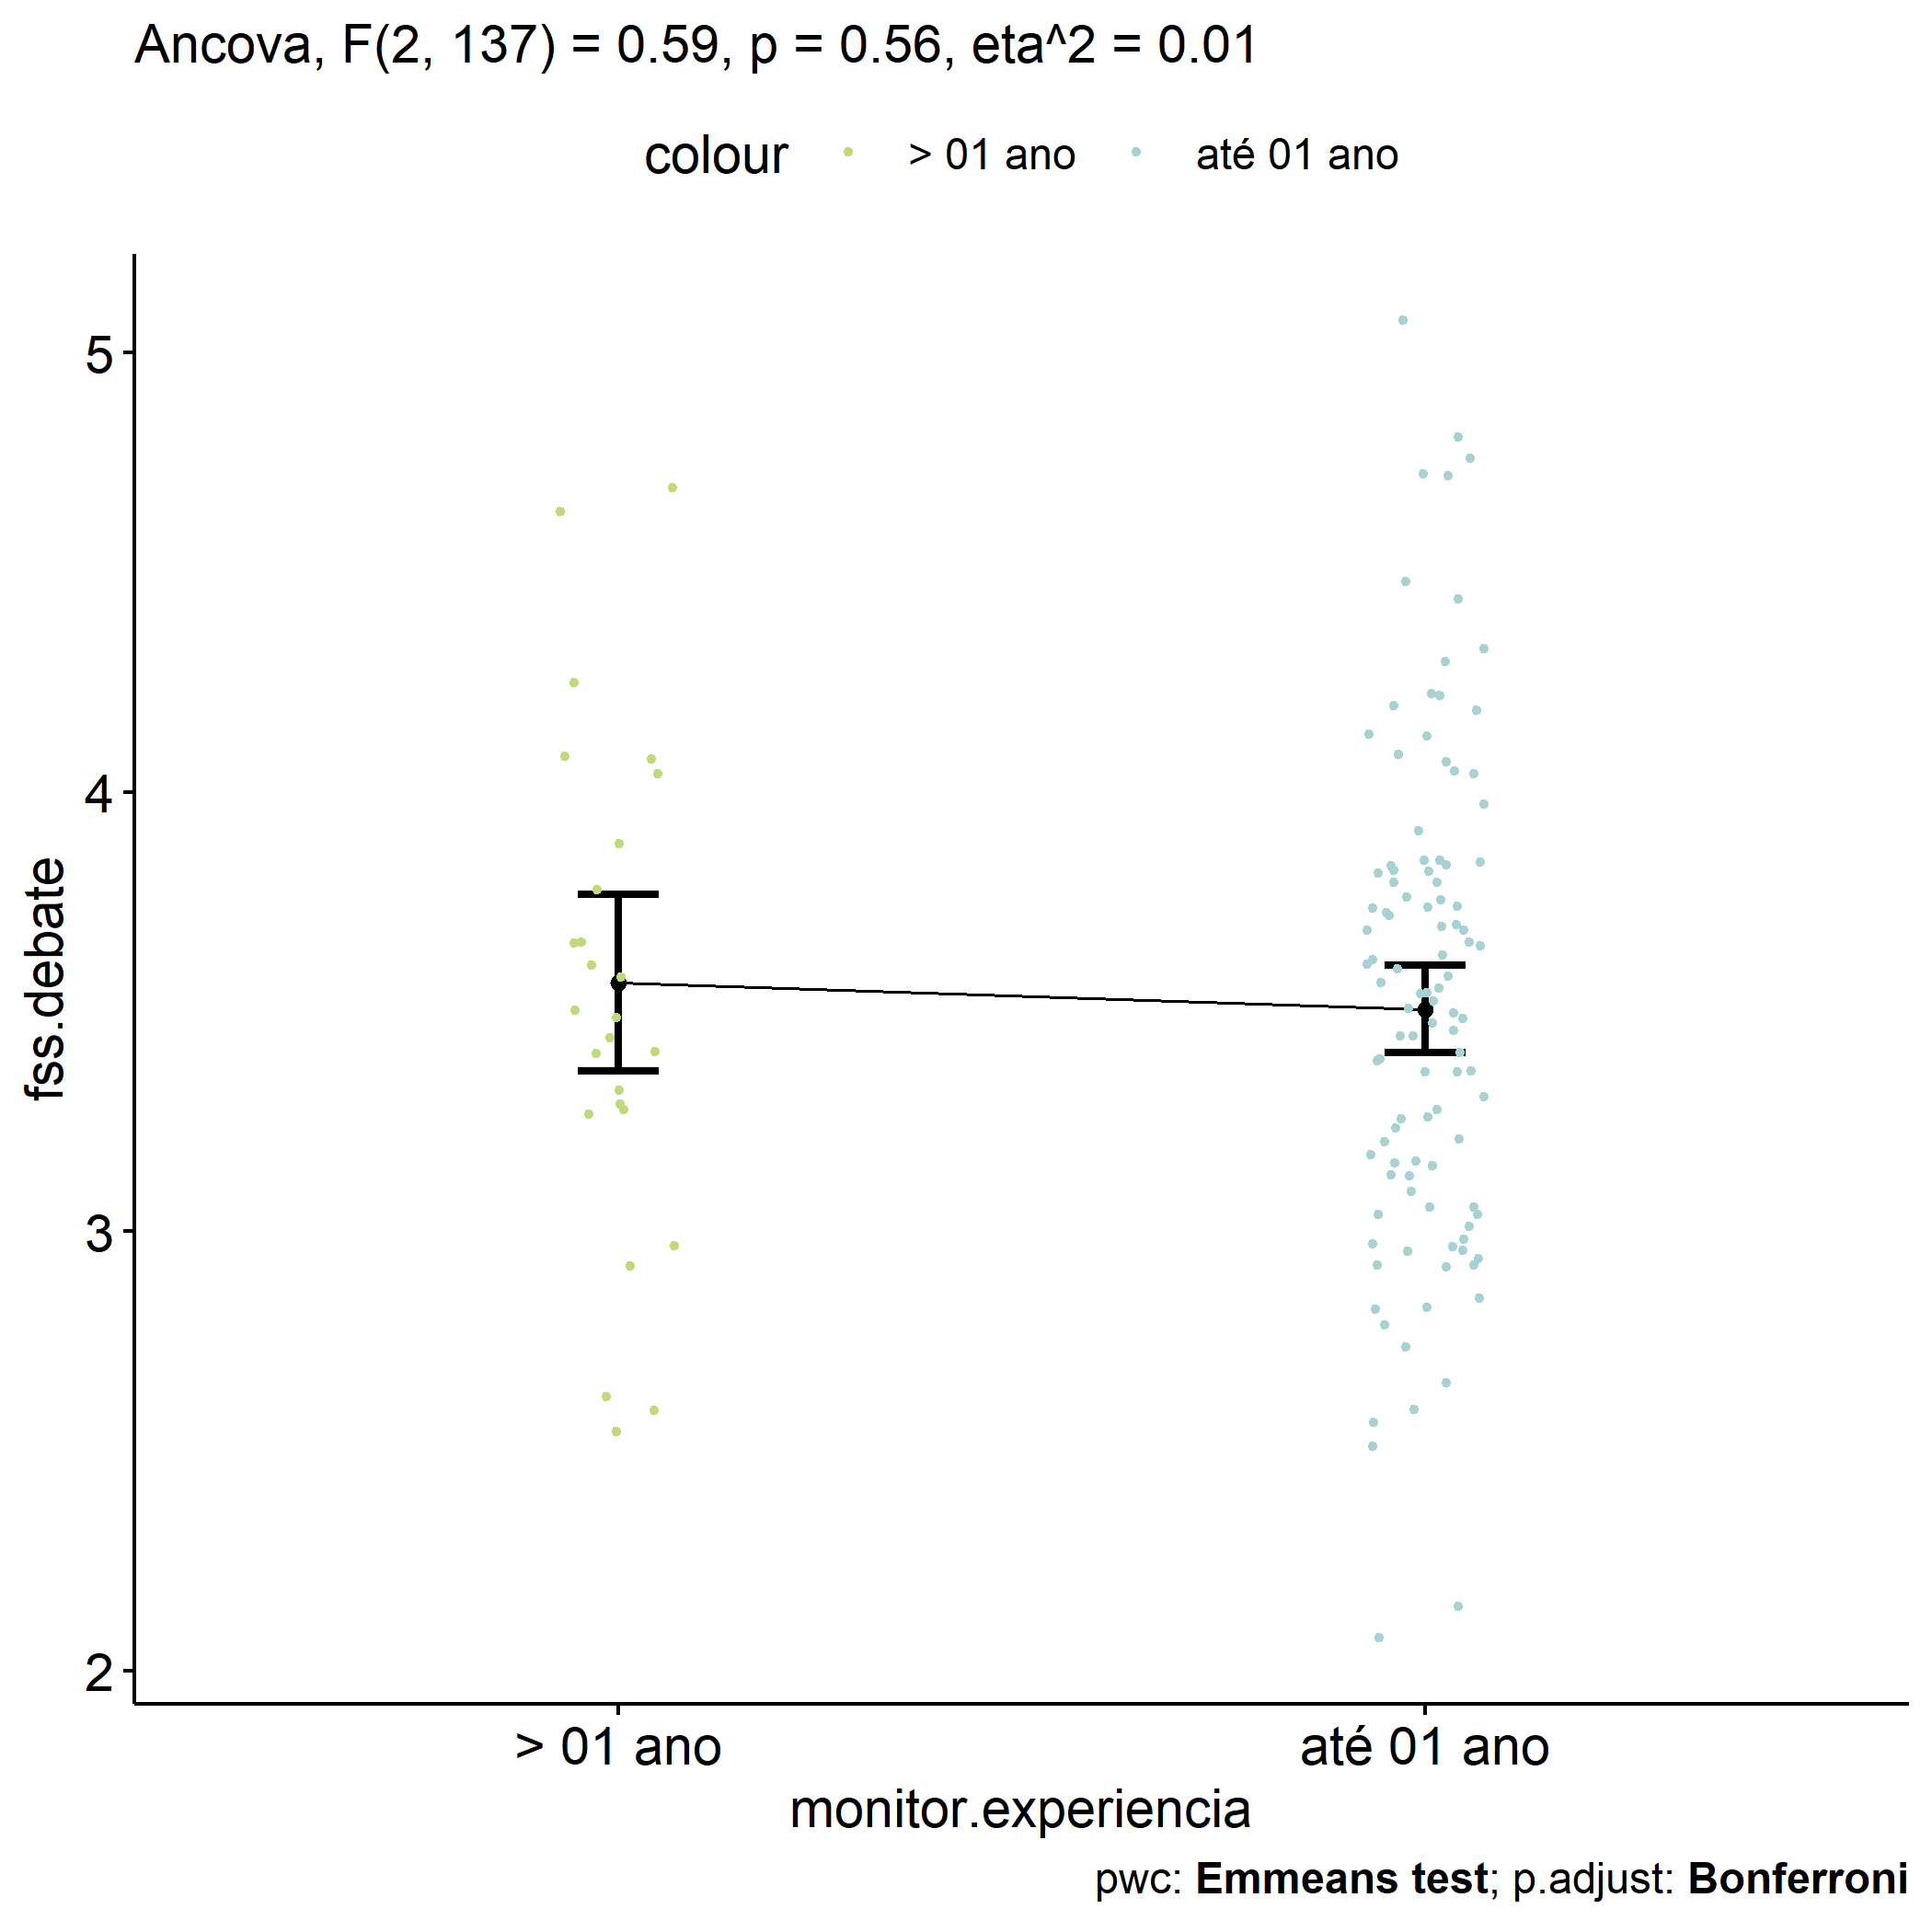 Ancova, F(2, 137) = 0.59, p = 0.56, eta^2 = 0.01
colour > 01 ano até 01 ano
5
4
3
2
fss.debate
> 01 ano até 01 ano
monitor.experiencia
pwc: Emmeans test; p.adjust: Bonferroni